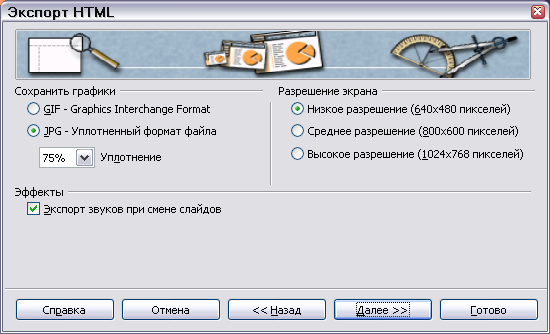 Экспорт HTML
Сохранить графики
GIF - Graphics Interchange Format
JPG - Уплотненный формат файла
75% Уплотнение
Разрешение экрана
Низкое разрешение (640x480 пикселей)
Среднее разрешение (800x600 пикселей)
Высокое разрешение (1024x768 пикселей)
Эффекты
Экспорт звуков при смене слайдов
Справка Отмена << Назад Далее >> Готово